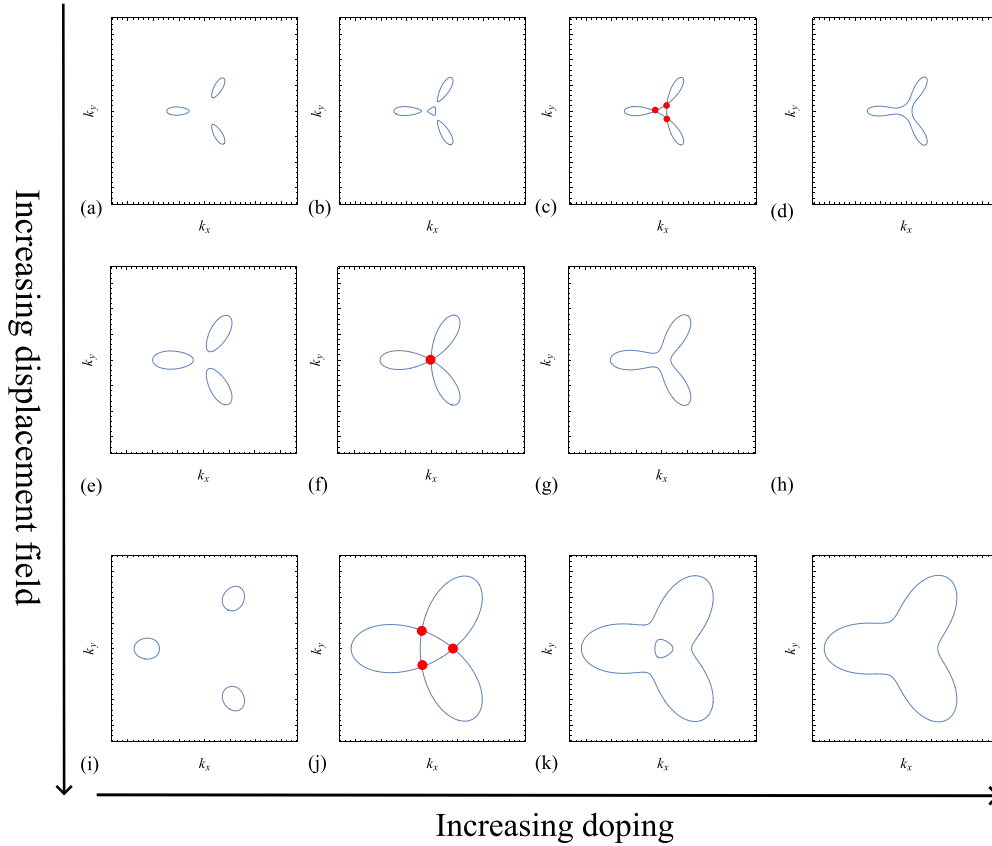 Increasing displacement field
k_y
(a)
k_x
k_y
(b)
k_x
k_y
(c)
k_x
k_y
(d)
k_x
k_y
(e)
k_x
k_y
(f)
k_x
k_y
(g)
k_x
(h)
k_y
(i)
k_x
k_y
(j)
k_x
k_y
(k)
k_x
k_y
k_x
Increasing doping